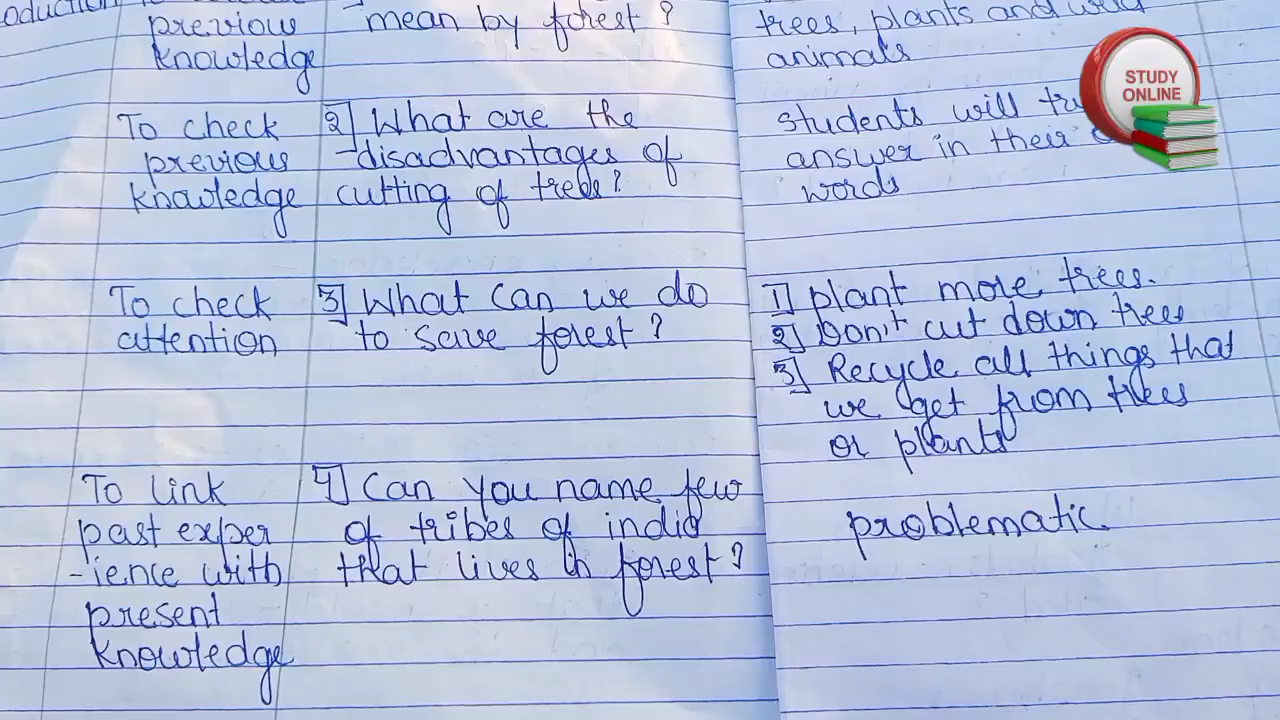 oduction
previous
knowledge
mean by forest ?
trees, plants and wild
animals
To check
previous
knowledge
2] What are the
-disadvantages of
cutting of trees?
students will
answer in their
words
To check
attention
3] What can we do
to save forest?
1] plant more trees.
2] Don't cut down trees
3] Recycle all things that
we get from trees
or plants
To link
past exper
-ience with
present
knowledge
4] Can you name few
of tribes of india
that lives in forest?
problematic.
STUDY
ONLINE